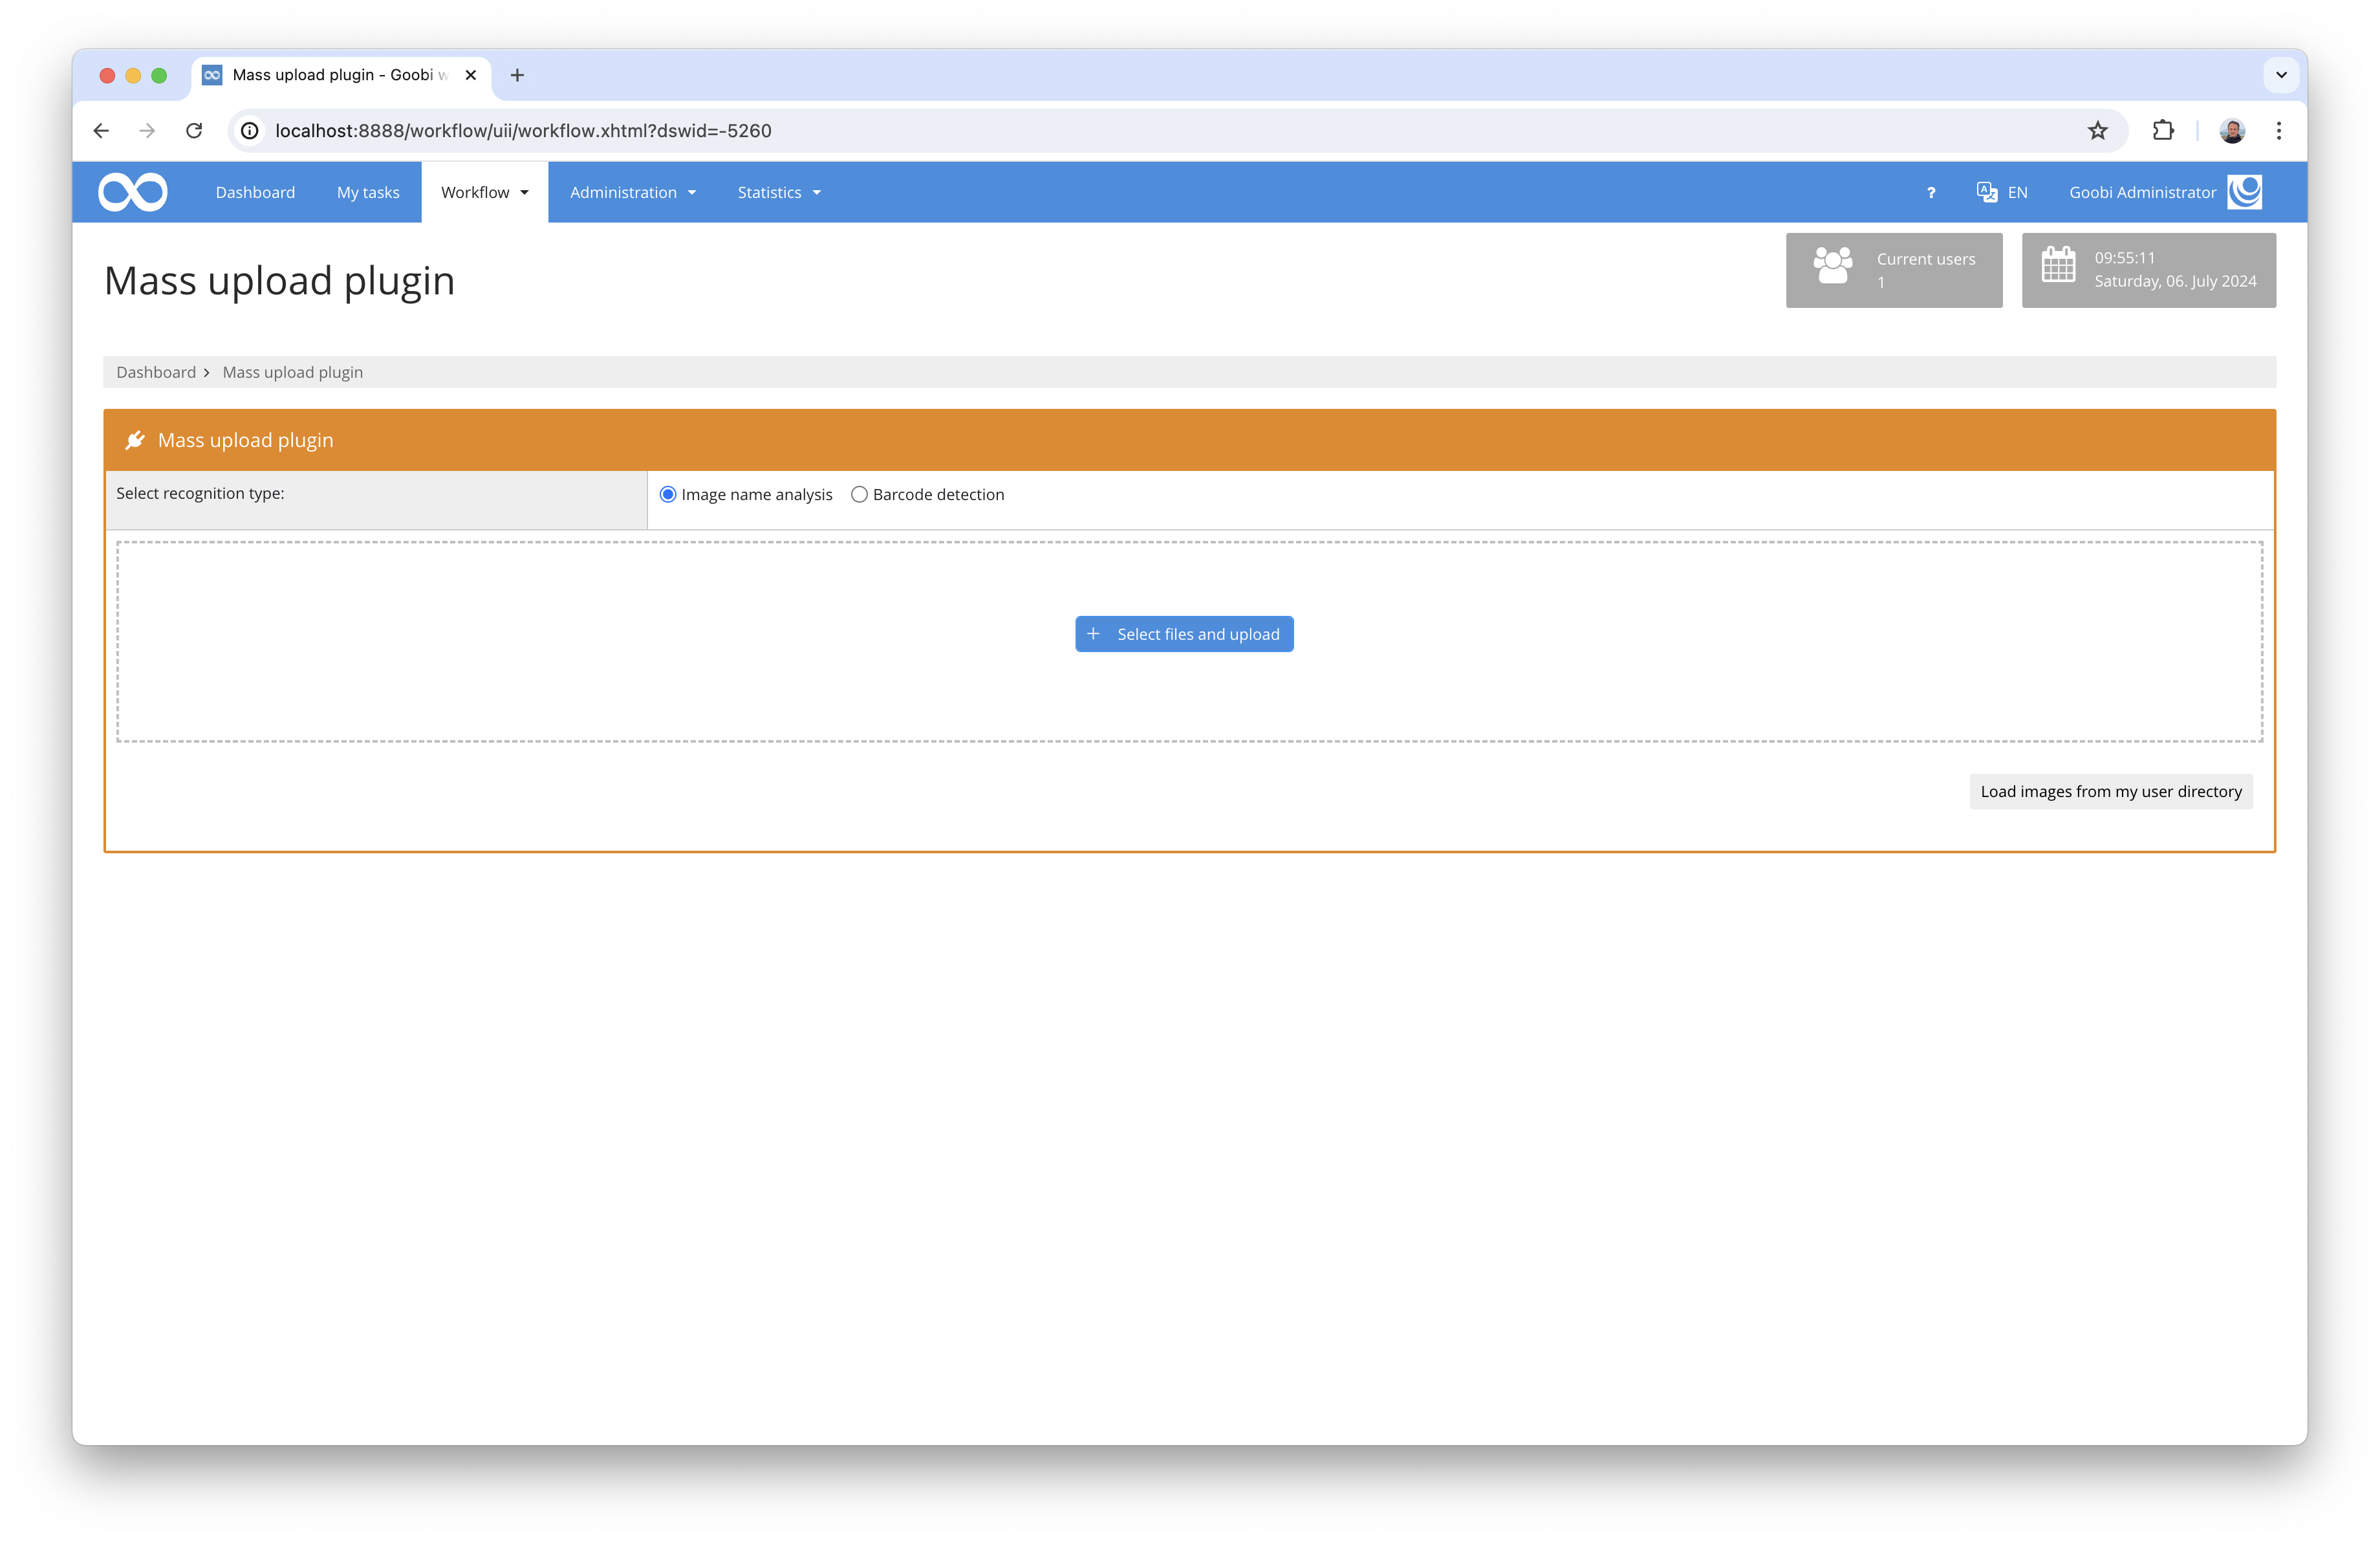 Mass upload plugin - Goobi w
localhost:8888/workflow/uii/workflow.xhtml?dswid=-5260
Dashboard My tasks Workflow Administration Statistics ? EN Goobi Administrator
Mass upload plugin
Current users
1
09:55:11
Saturday, 06. July 2024
Dashboard > Mass upload plugin
Mass upload plugin
Select recognition type:
Image name analysis Barcode detection
+ Select files and upload
Load images from my user directory